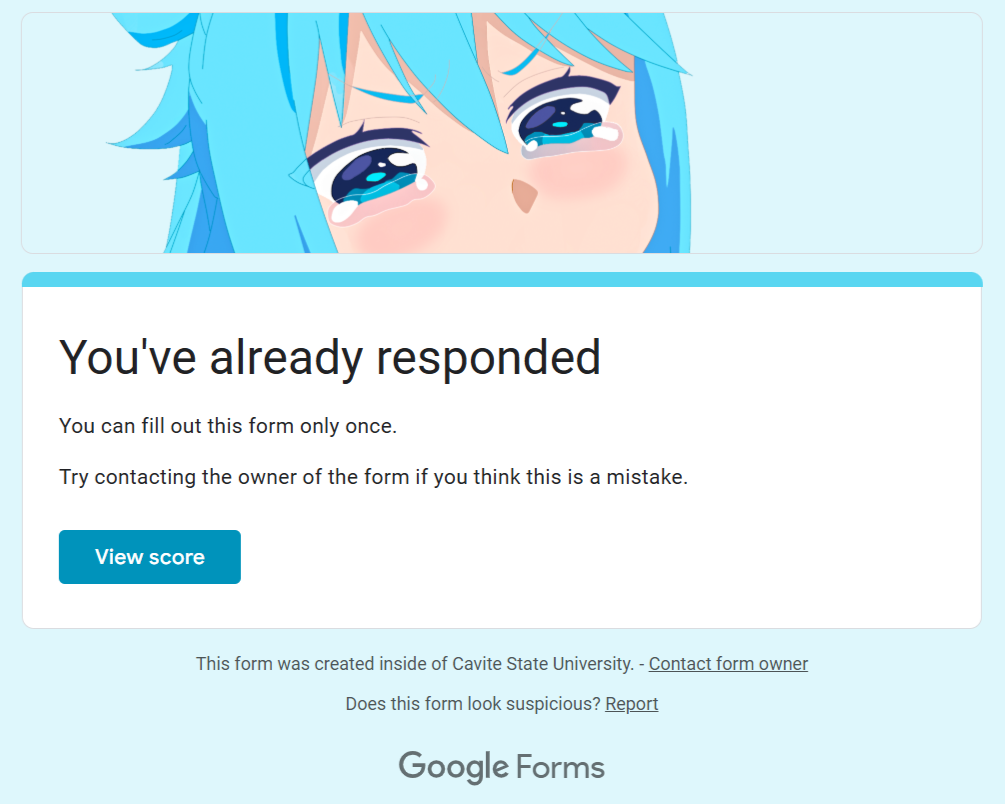 You've already responded
You can fill out this form only once.
Try contacting the owner of the form if you think this is a mistake.
View score
This form was created inside of Cavite State University. - Contact form owner
Does this form look suspicious? Report
Google Forms